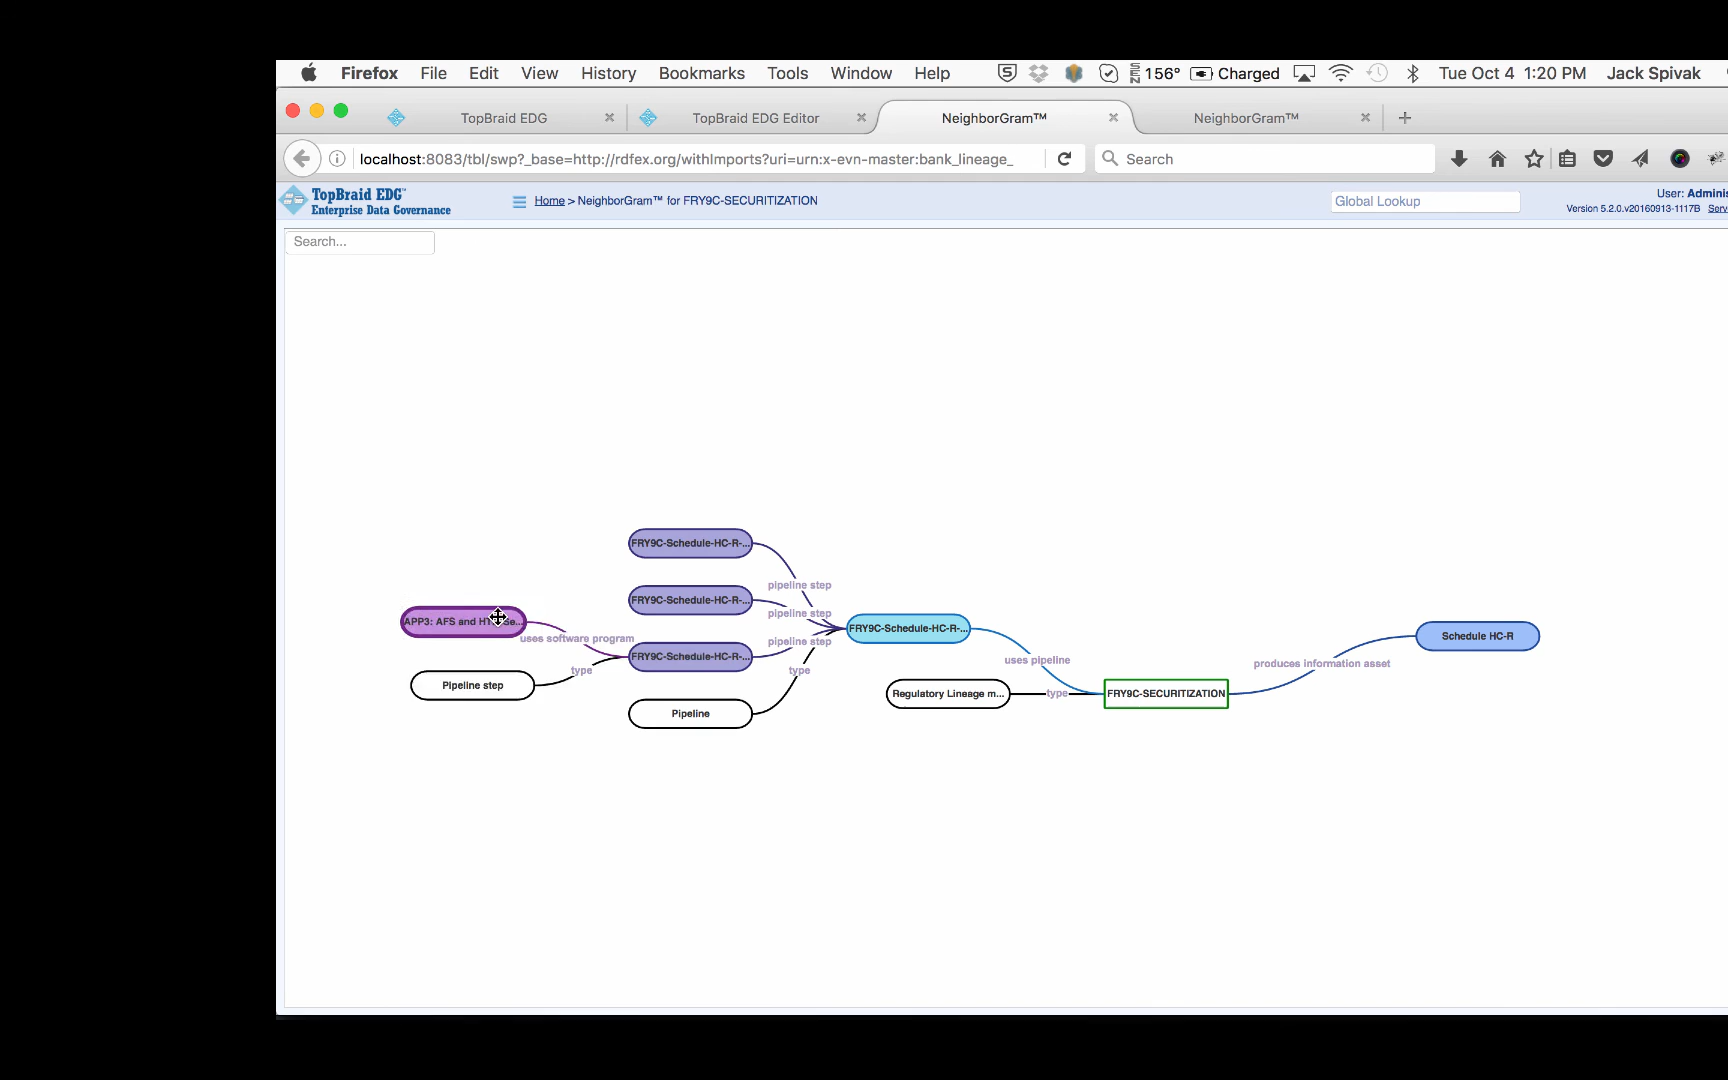 Firefox File Edit View History Bookmarks Tools Window Help 156° Charged Tue Oct 4 1:20 PM Jack Spivak
TopBraid EDG TopBraid EDG Editor NeighborGram™ NeighborGram™
localhost:8083/tbl/swp?_base=http://rdfex.org/withImports?uri=urn:x-evn-master:bank_lineage_ Search
TopBraid EDG™
Enterprise Data Governance
Home > NeighborGram™ for FRY9C-SECURITIZATION
Global Lookup
User: Adminis
Version 5.2.0.v20160913-1117B Serv
Search...
FRY9C-Schedule-HC-R-...
pipeline step
FRY9C-Schedule-HC-R-...
pipeline step
APP3: AFS and
uses software program
FRY9C-Schedule-HC-R-...
pipeline step
type
type
Pipeline step
Pipeline
FRY9C-Schedule-HC-R-...
uses pipeline
Regulatory Lineage m...
type
FRY9C-SECURITIZATION
produces information asset
Schedule HC-R